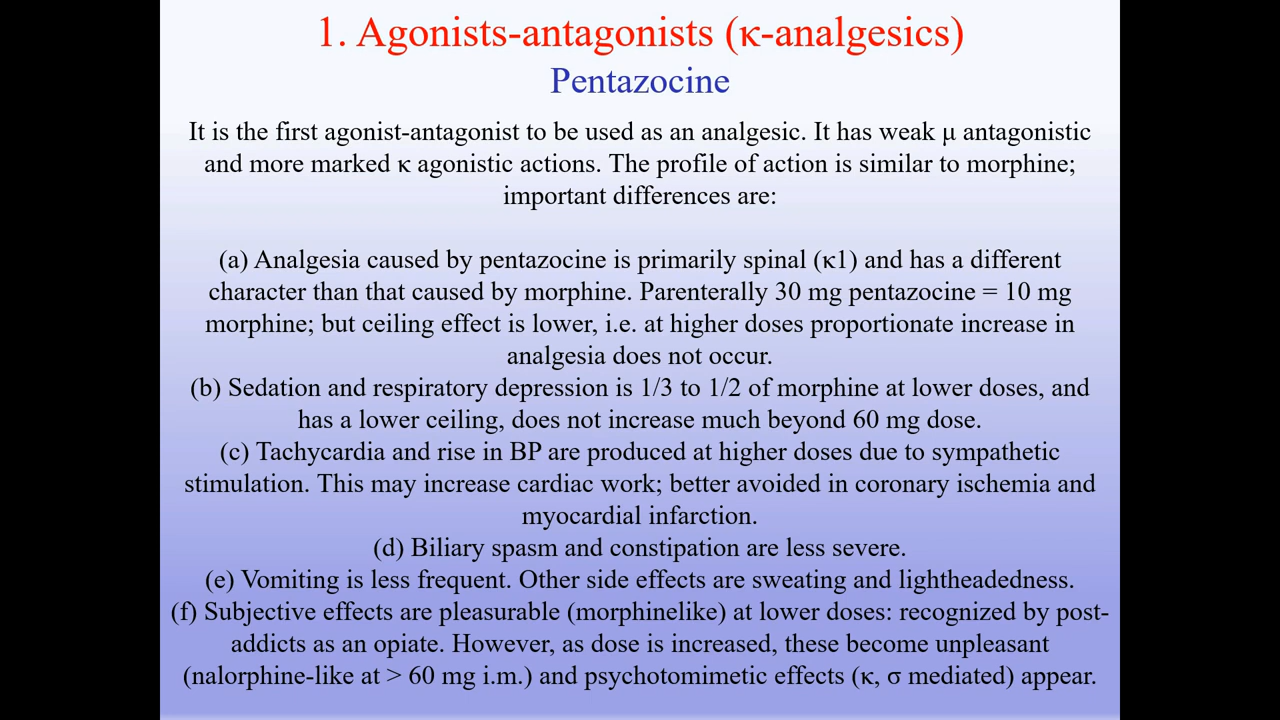 1. Agonists-antagonists (κ-analgesics)
Pentazocine
It is the first agonist-antagonist to be used as an analgesic. It has weak μ antagonistic
and more marked κ agonistic actions. The profile of action is similar to morphine;
important differences are:
(a) Analgesia caused by pentazocine is primarily spinal (κ1) and has a different
character than that caused by morphine. Parenterally 30 mg pentazocine = 10 mg
morphine; but ceiling effect is lower, i.e. at higher doses proportionate increase in
analgesia does not occur.
(b) Sedation and respiratory depression is 1/3 to 1/2 of morphine at lower doses, and
has a lower ceiling, does not increase much beyond 60 mg dose.
(c) Tachycardia and rise in BP are produced at higher doses due to sympathetic
stimulation. This may increase cardiac work; better avoided in coronary ischemia and
myocardial infarction.
(d) Biliary spasm and constipation are less severe.
(e) Vomiting is less frequent. Other side effects are sweating and lightheadedness.
(f) Subjective effects are pleasurable (morphinelike) at lower doses: recognized by post-
addicts as an opiate. However, as dose is increased, these become unpleasant
(nalorphine-like at > 60 mg i.m.) and psychotomimetic effects (κ, σ mediated) appear.